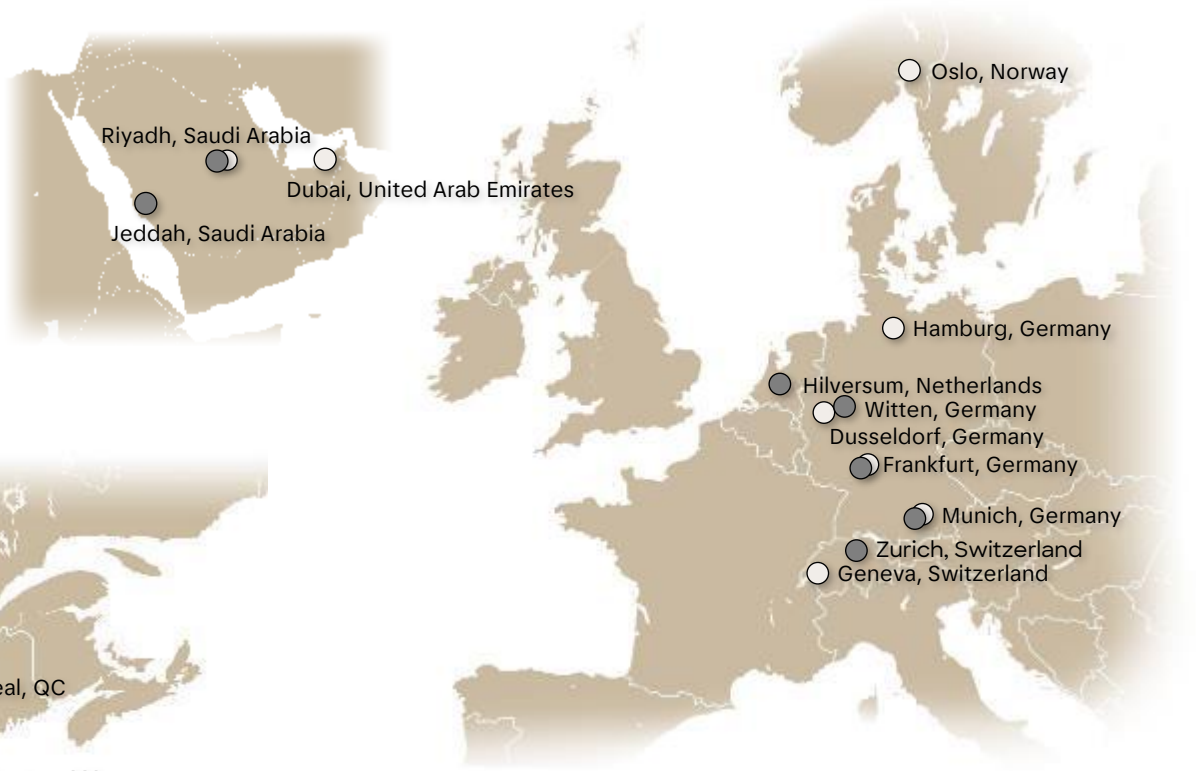 Oslo, Norway
Riyadh, Saudi Arabia
Dubai, United Arab Emirates
Jeddah, Saudi Arabia
Hamburg, Germany
Hilversum, Netherlands
Witten, Germany
Dusseldorf, Germany
Frankfurt, Germany
Munich, Germany
Zurich, Switzerland
Geneva, Switzerland
eal, QC